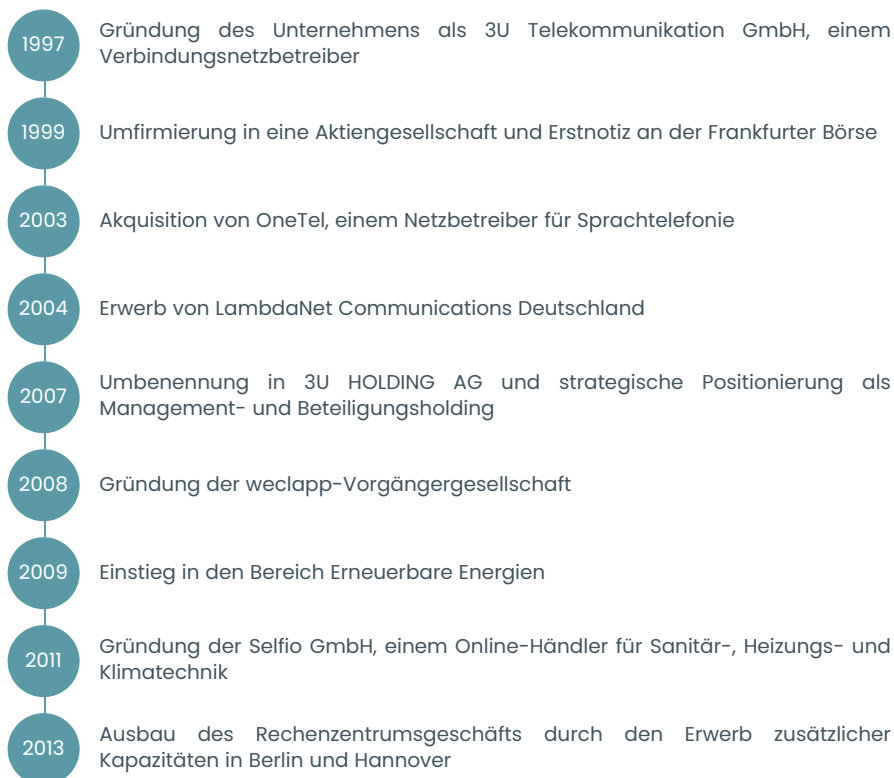 1997
Gründung des Unternehmens als 3U Telekommunikation GmbH, einem
Verbindungsnetzbetreiber
1999
Umfirmierung in eine Aktiengesellschaft und Erstnotiz an der Frankfurter Börse
2003
Akquisition von OneTel, einem Netzbetreiber für Sprachtelefonie
2004
Erwerb von LambdaNet Communications Deutschland
2007
Umbenennung in 3U HOLDING AG und strategische Positionierung als
Management- und Beteiligungsholding
2008
Gründung der weclapp-Vorgängergesellschaft
2009
Einstieg in den Bereich Erneuerbare Energien
2011
Gründung der Selfio GmbH, einem Online-Händler für Sanitär-, Heizungs- und
Klimatechnik
2013
Ausbau des Rechenzentrumsgeschäfts durch den Erwerb zusätzlicher
Kapazitäten in Berlin und Hannover